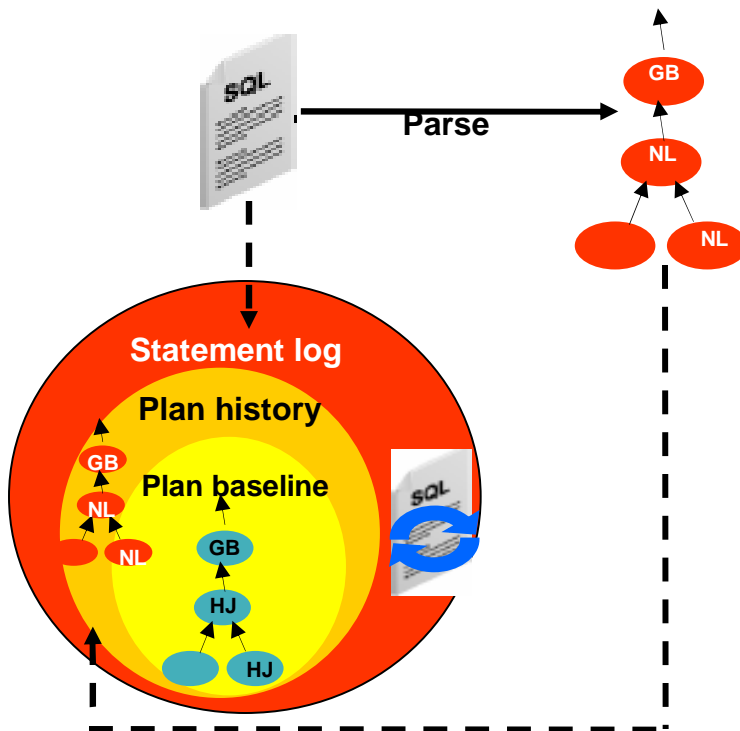 SQL
Parse
GB
NL
NL
Statement log
Plan history
Plan baseline
GB
NL
NL
GB
HJ
HJ
SQL